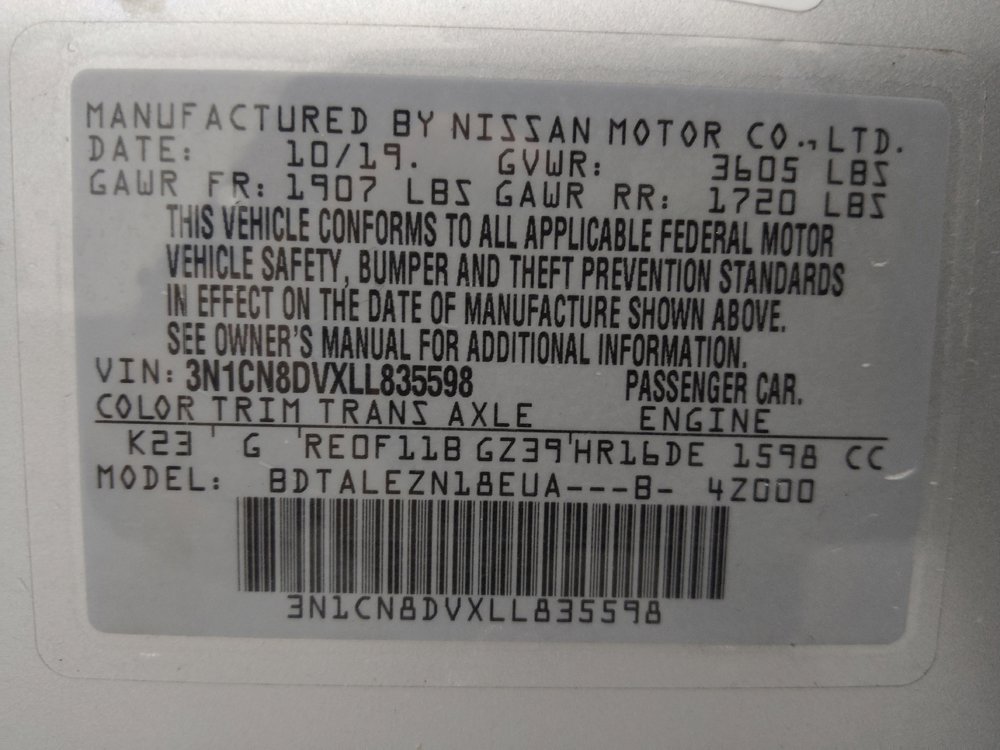 MANUFACTURED BY NISSAN MOTOR CO.,LTD.
DATE: 10/19. GVWR: 3605 LBS
GAWR FR: 1907 LBS GAWR RR: 1720 LBS
THIS VEHICLE CONFORMS TO ALL APPLICABLE FEDERAL MOTOR
VEHICLE SAFETY, BUMPER AND THEFT PREVENTION STANDARDS
IN EFFECT ON THE DATE OF MANUFACTURE SHOWN ABOVE.
SEE OWNER'S MANUAL FOR ADDITIONAL INFORMATION.
VIN: 3N1CN8DVXLL835598 PASSENGER CAR.
COLOR TRIM TRANS AXLE ENGINE
K23 ' G 'RE0F11B GZ39'HR16DE 1598 CC
MODEL: BDTALEZN18EUA---B- 4Z000
3N1CN8DVXLL835598